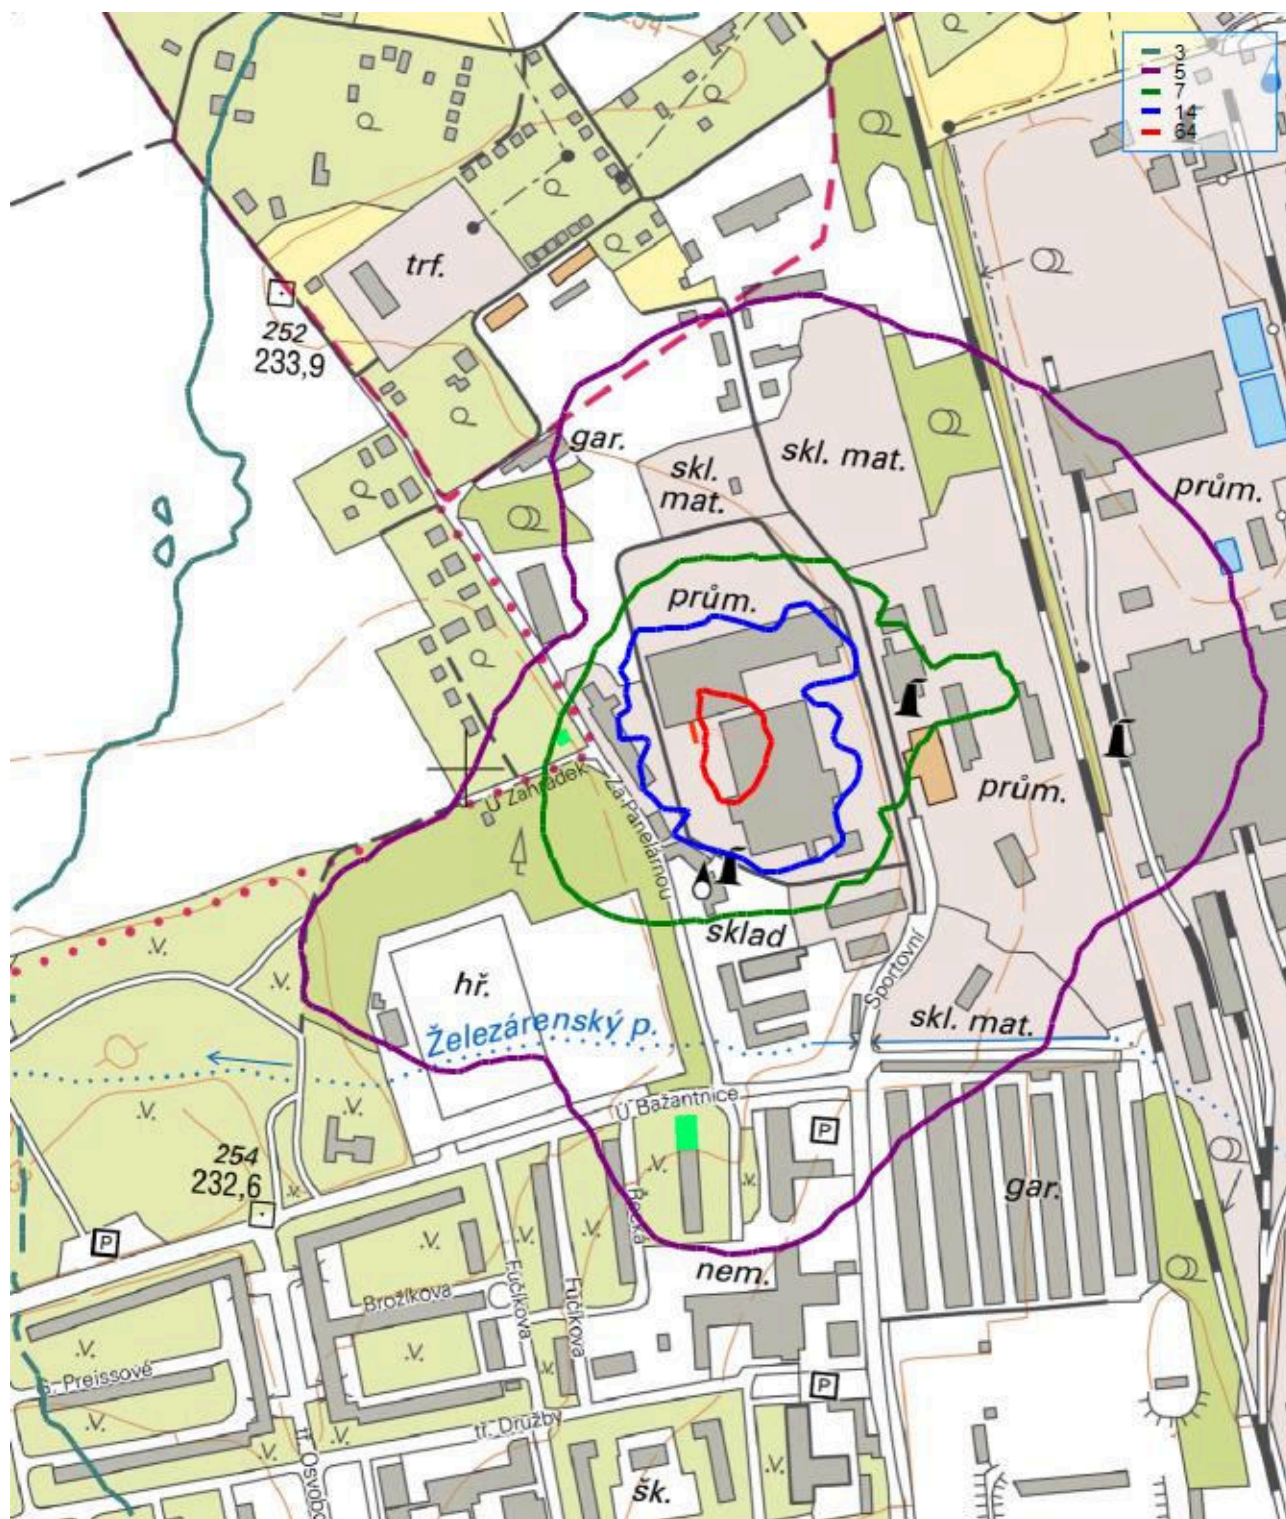 3
5
7
14
64
trf.
252
233,9
gar.
skl. mat.
skl.
mat.
prům.
prům.
U Zahrádek
Za Panelárnou
prům.
sklad
hř.
Sportovní
Železárenský p.
skl. mat.
U Bažantnice
P
254
232,6
Řecká
gar.
P
nem.
Brožíkova
Fučíkova
Fučíkova
G. Preissové
P
tř. Družby
tř. Osvobo
šk.